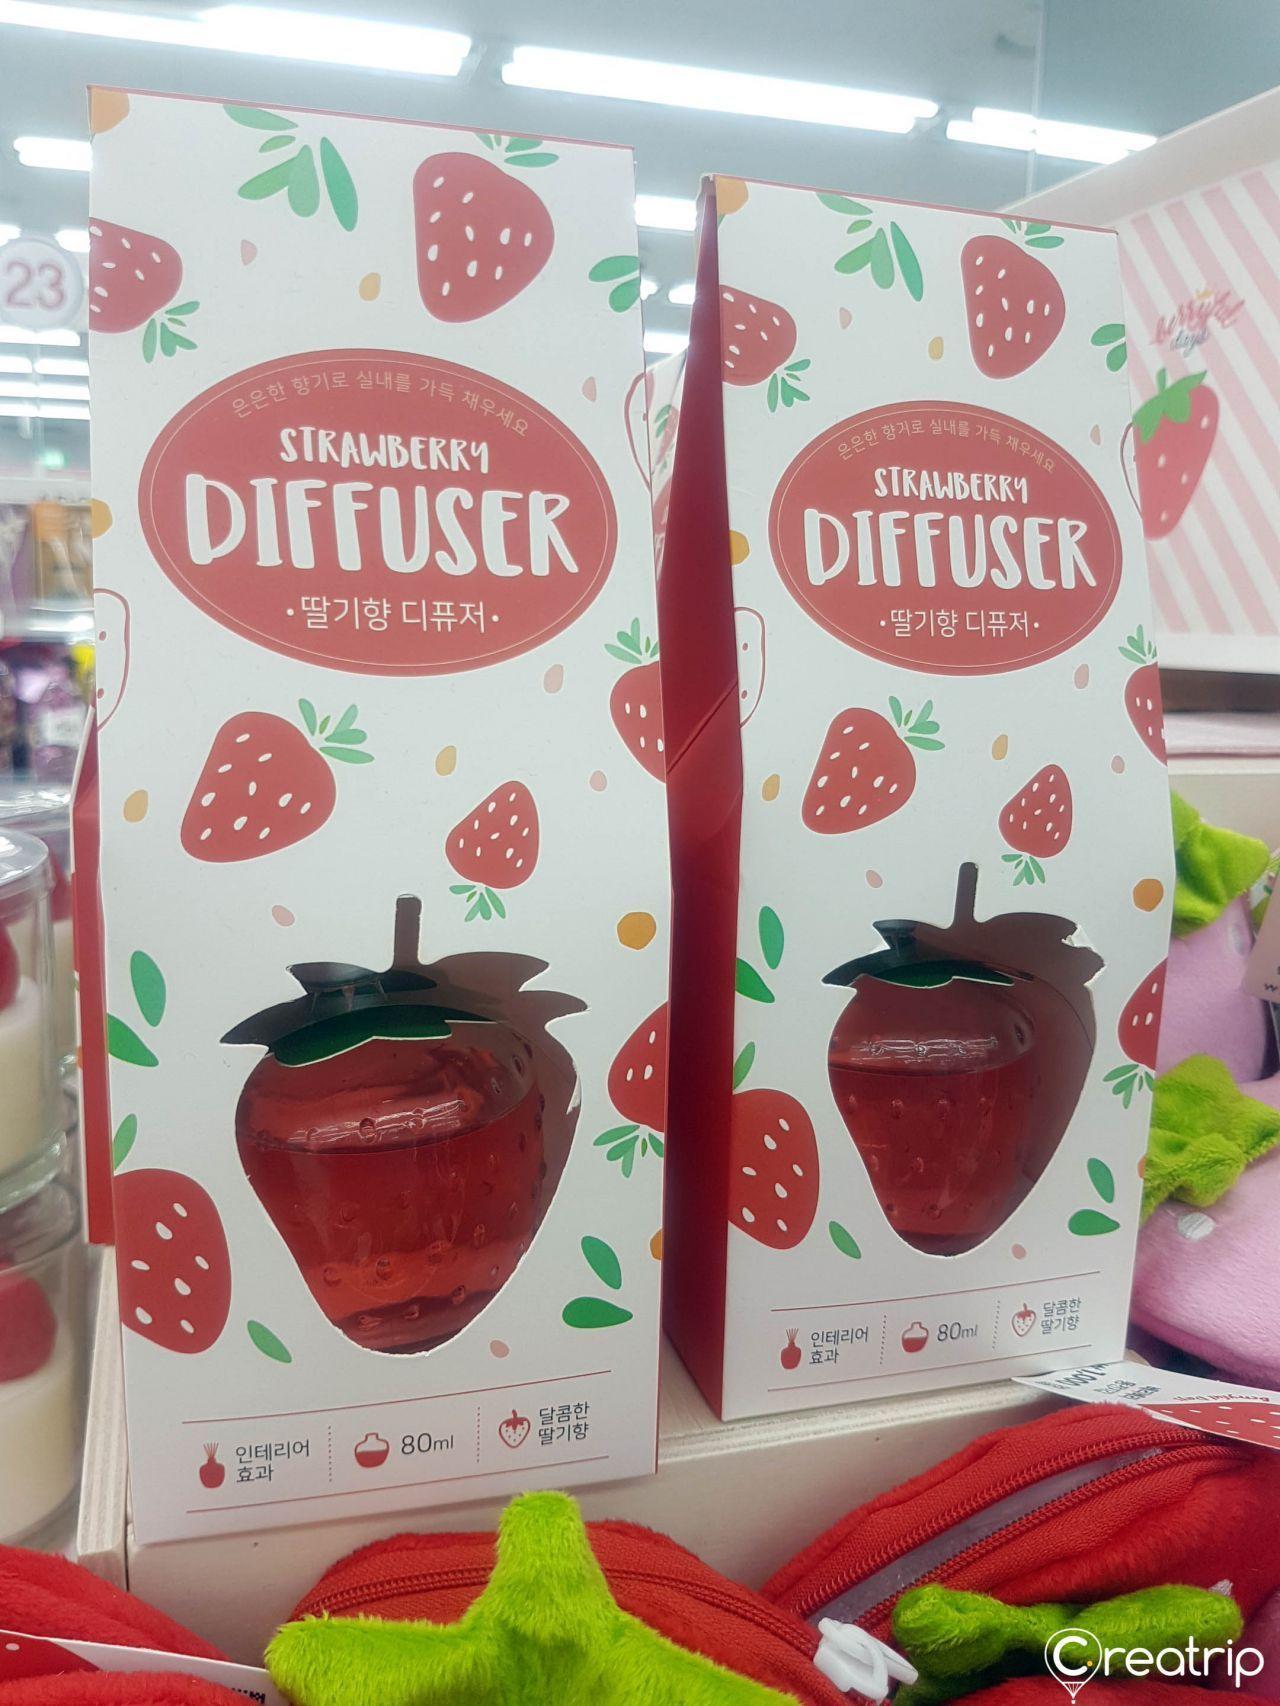 23
은은한 향기로 실내를 가득 채우세요
STRAWBERRY
DIFFUSER
·딸기향 디퓨저·
인테리어
효과
80ml
달콤한
딸기향
은은한 향기로 실내를 가득 채우세요
STRAWBERRY
DIFFUSER
·딸기향 디퓨저·
인테리어
효과
80ml
달콤한
딸기향
days
Creatrip